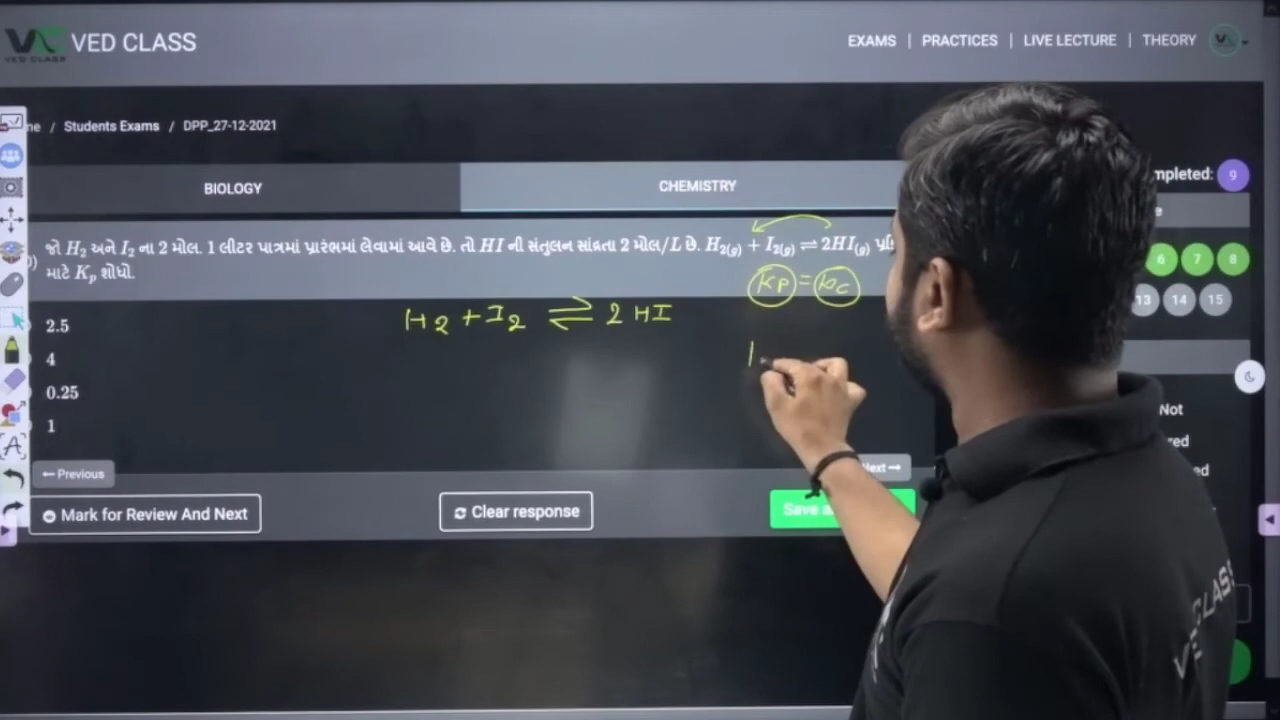 VED CLASS
VED CLASS
EXAMS | PRACTICES | LIVE LECTURE | THEORY
/ Students Exams / DPP_27-12-2021
BIOLOGY
CHEMISTRY
9
જો H₂ અને I₂ ના 2 મોલ. 1 લીટર પાત્રમાં પ્રારંભમાં લેવામાં આવે છે. તો HI ની સંતુલન સાંદ્રતા 2 મોલ/L છે. H₂(g) + I₂(g) ⇌ 2HI(g)
માટે Kₚ શોધો.
6 7 8
KP = KC
13 14 15
H₂ + I₂ ⇌ 2 HI
2.5
4
0.25
1
Not
← Previous
Next →
Mark for Review And Next
Clear response